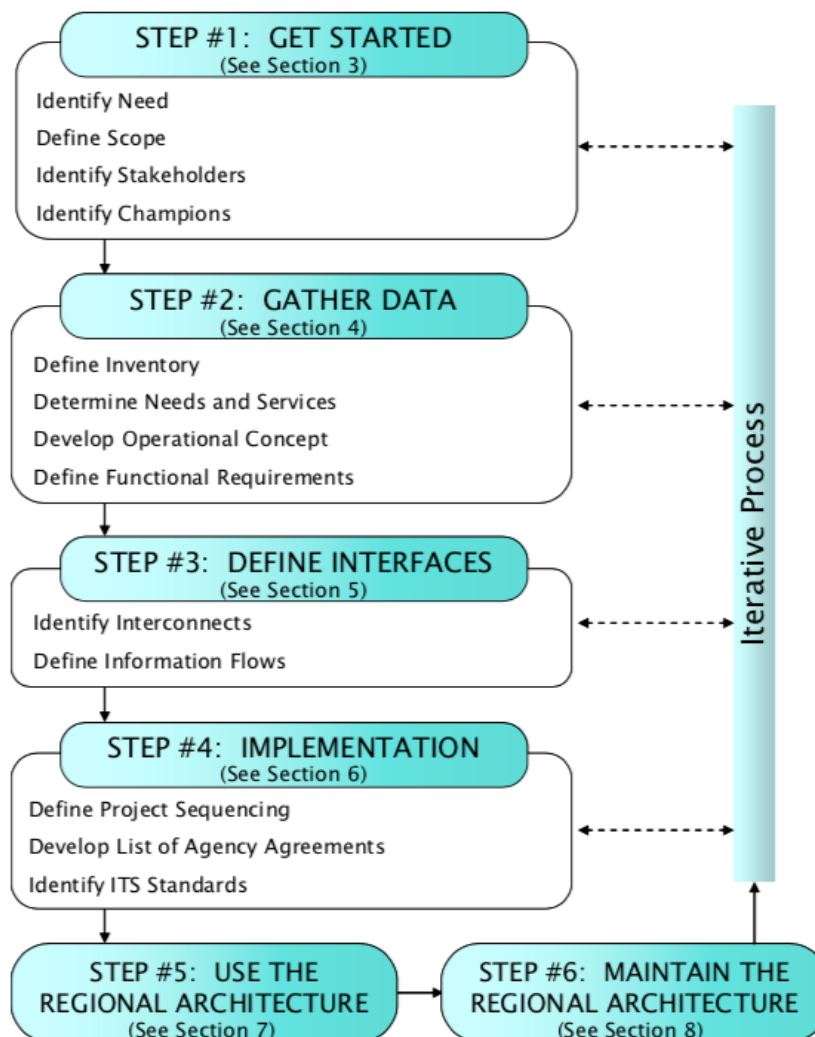 STEP #1: GET STARTED
(See Section 3)
Identify Need
Define Scope
Identify Stakeholders
Identify Champions
STEP #2: GATHER DATA
(See Section 4)
Define Inventory
Determine Needs and Services
Develop Operational Concept
Define Functional Requirements
STEP #3: DEFINE INTERFACES
(See Section 5)
Identify Interconnects
Define Information Flows
STEP #4: IMPLEMENTATION
(See Section 6)
Define Project Sequencing
Develop List of Agency Agreements
Identify ITS Standards
STEP #5: USE THE
REGIONAL ARCHITECTURE
(See Section 7)
STEP #6: MAINTAIN THE
REGIONAL ARCHITECTURE
(See Section 8)
Iterative Process